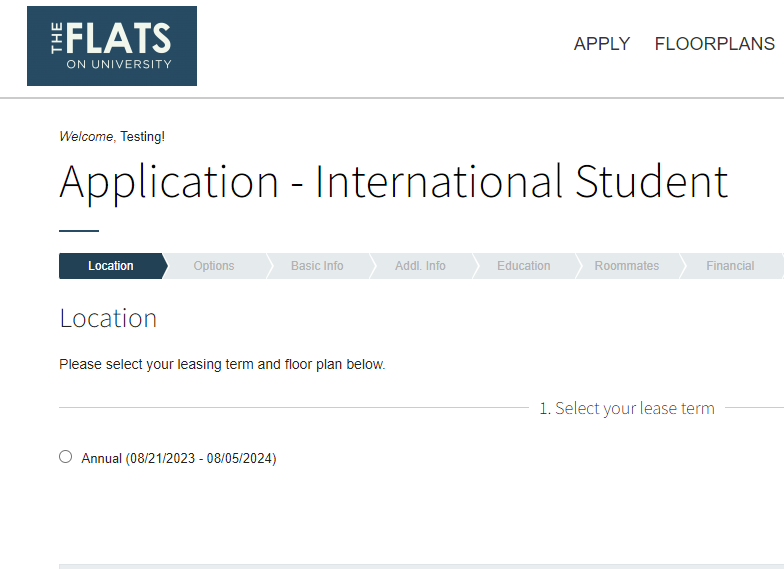 THE FLATS
ON UNIVERSITY
APPLY FLOORPLANS
Welcome, Testing!
Application - International Student
Location Options Basic Info Addl. Info Education Roommates Financial
Location
Please select your leasing term and floor plan below.
1. Select your lease term
Annual (08/21/2023 - 08/05/2024)